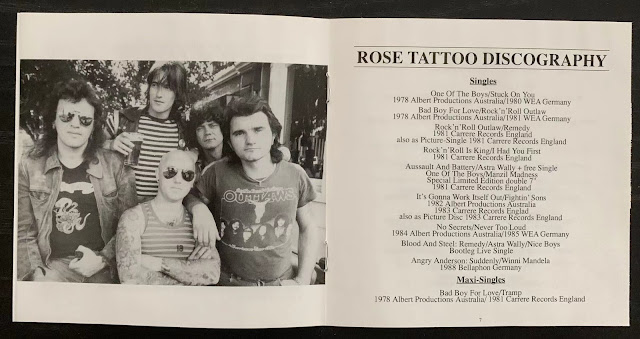 OUTLAWS
ROSE TATTOO DISCOGRAPHY
Singles
One Of The Boys/Stuck On You
1978 Albert Productions Australia/1980 WEA Germany
Bad Boy For Love/Rock'n'Roll Outlaw
1978 Albert Productions Australia/1981 WEA Germany
Rock'n'Roll Outlaw/Remedy
1981 Carrere Records England
also as Picture-Single 1981 Carrere Records England
Rock'n'Roll Is King/I Had You First
1981 Carrere Records England
Aussault And Battery/Astra Wally + free Single
One Of The Boys/Manzil Madness
Special Limited Edition double 7"
1981 Carrere Records England
It's Gonna Work Itself Out/Fightin' Sons
1982 Albert Productions Australia
1983 Carrere Records Englad
also as Picture Disc 1983 Carrere Records England
No Secrets/Never Too Loud
1984 Albert Productions Australia/1985 WEA Germany
Blood And Steel: Remedy/Astra Wally/Nice Boys
Bootleg Live Single
Angry Anderson: Suddenly/Winni Mandela
1988 Bellaphon Germany
Maxi-Singles
Bad Boy For Love/Tramp
1978 Albert Productions Australia/ 1981 Carrere Records England
7